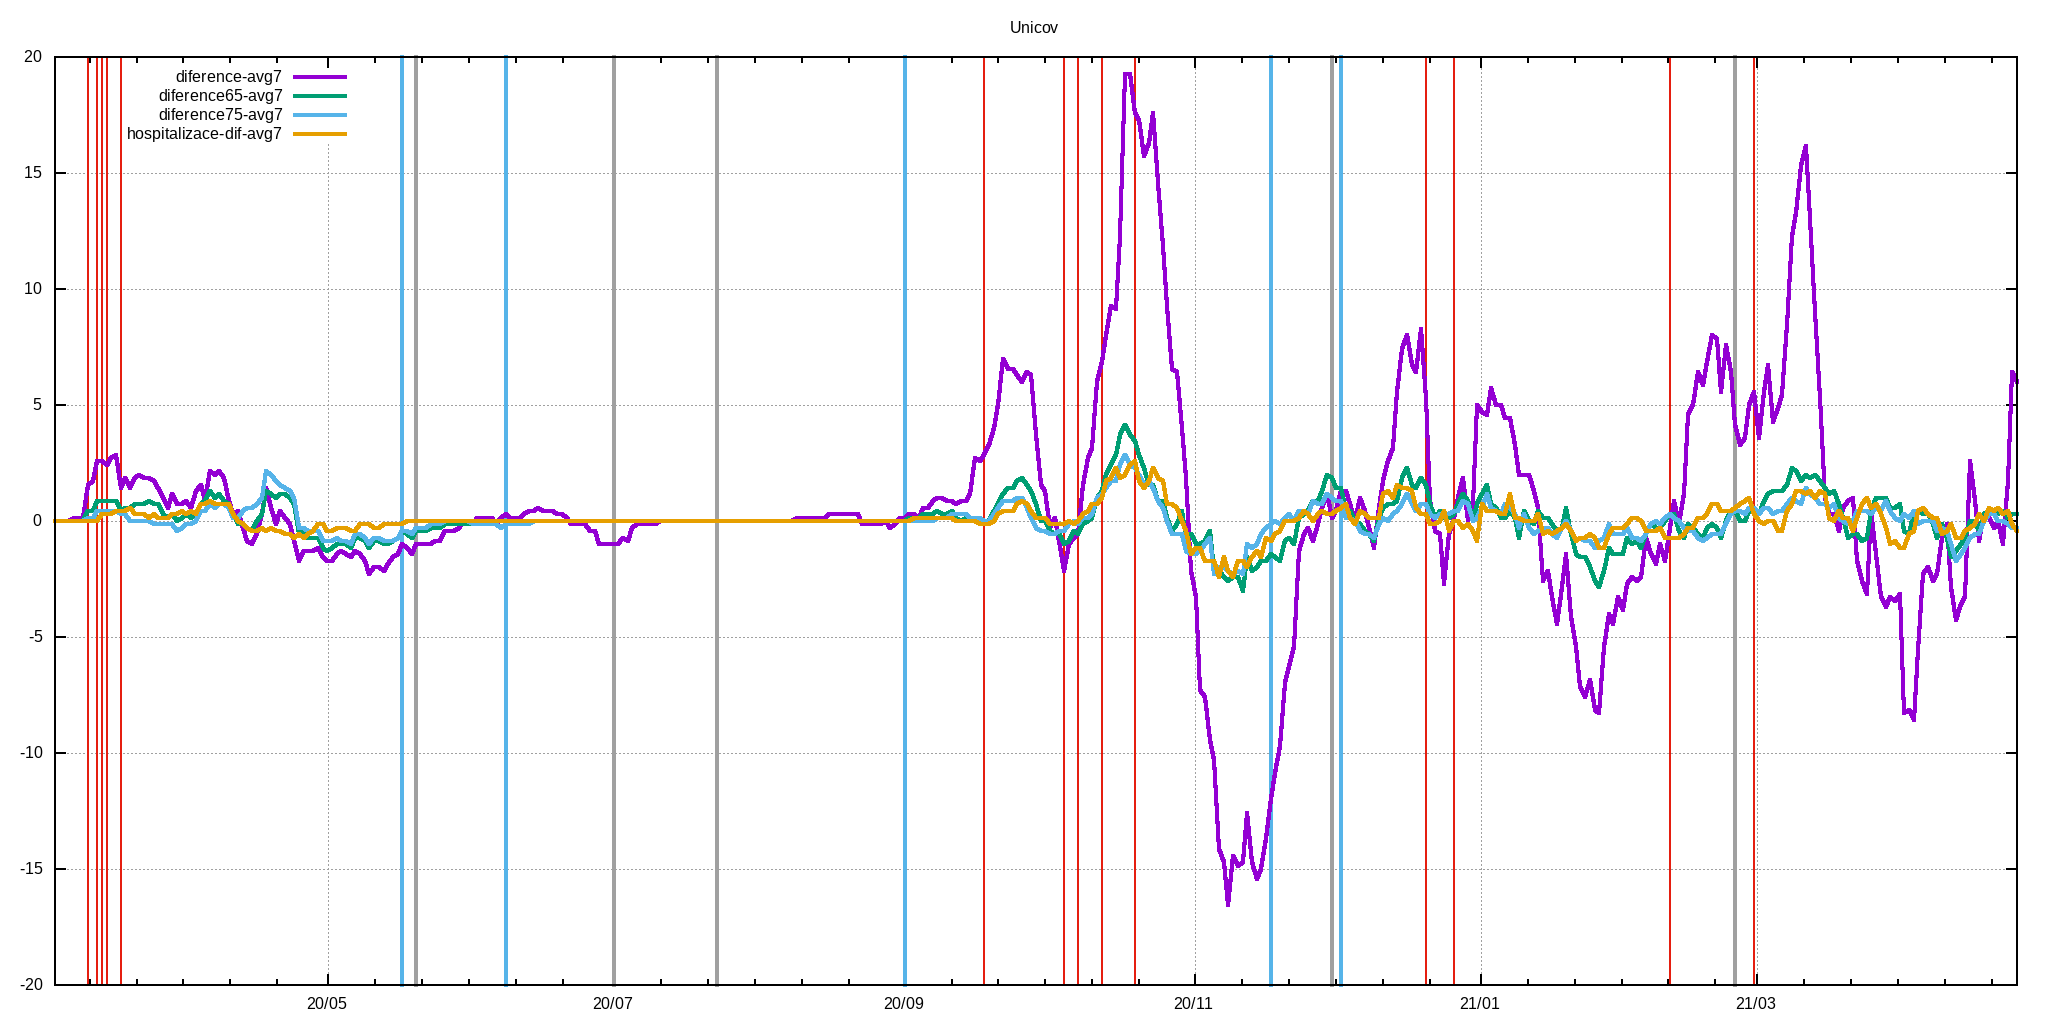 Unicov
20
diference-avg7
diference65-avg7
diference75-avg7
hospitalizace-dif-avg7
15
10
5
0
-5
-10
-15
-20
20/05 20/07 20/09 20/11 21/01 21/03